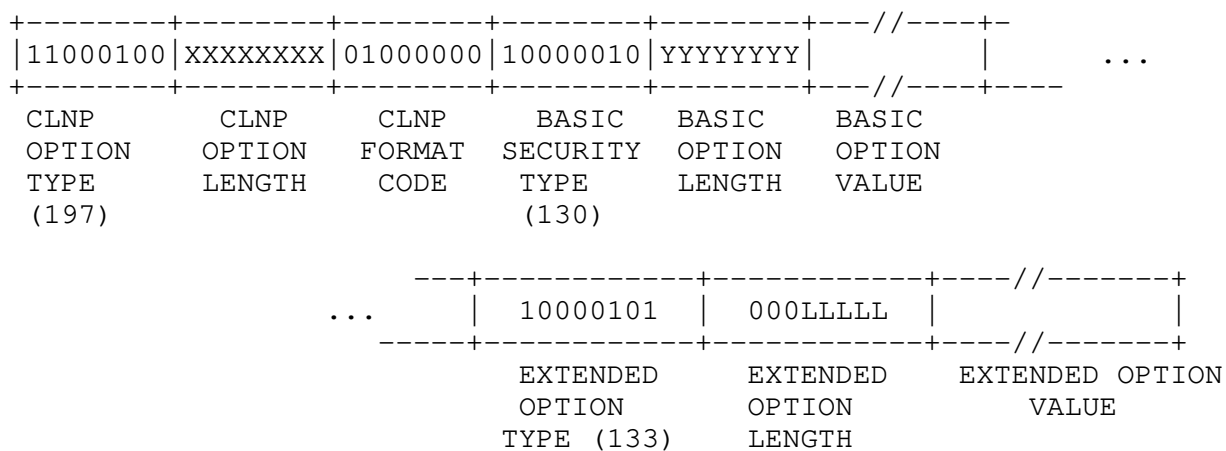 +--------+--------+--------+--------+--------+---//----+-
|11000100|XXXXXXXX|01000000|10000010|YYYYYYYY|         |      ...
+--------+--------+--------+--------+--------+---//----+----
CLNP CLNP CLNP BASIC BASIC BASIC
OPTION OPTION FORMAT SECURITY OPTION OPTION
TYPE LENGTH CODE TYPE LENGTH VALUE
(197) (130)
---+------------+------------+----//-------+
... | 10000101 | 000LLLLL | |
-----+------------+------------+----//-------+
EXTENDED EXTENDED EXTENDED OPTION
OPTION OPTION VALUE
TYPE (133) LENGTH